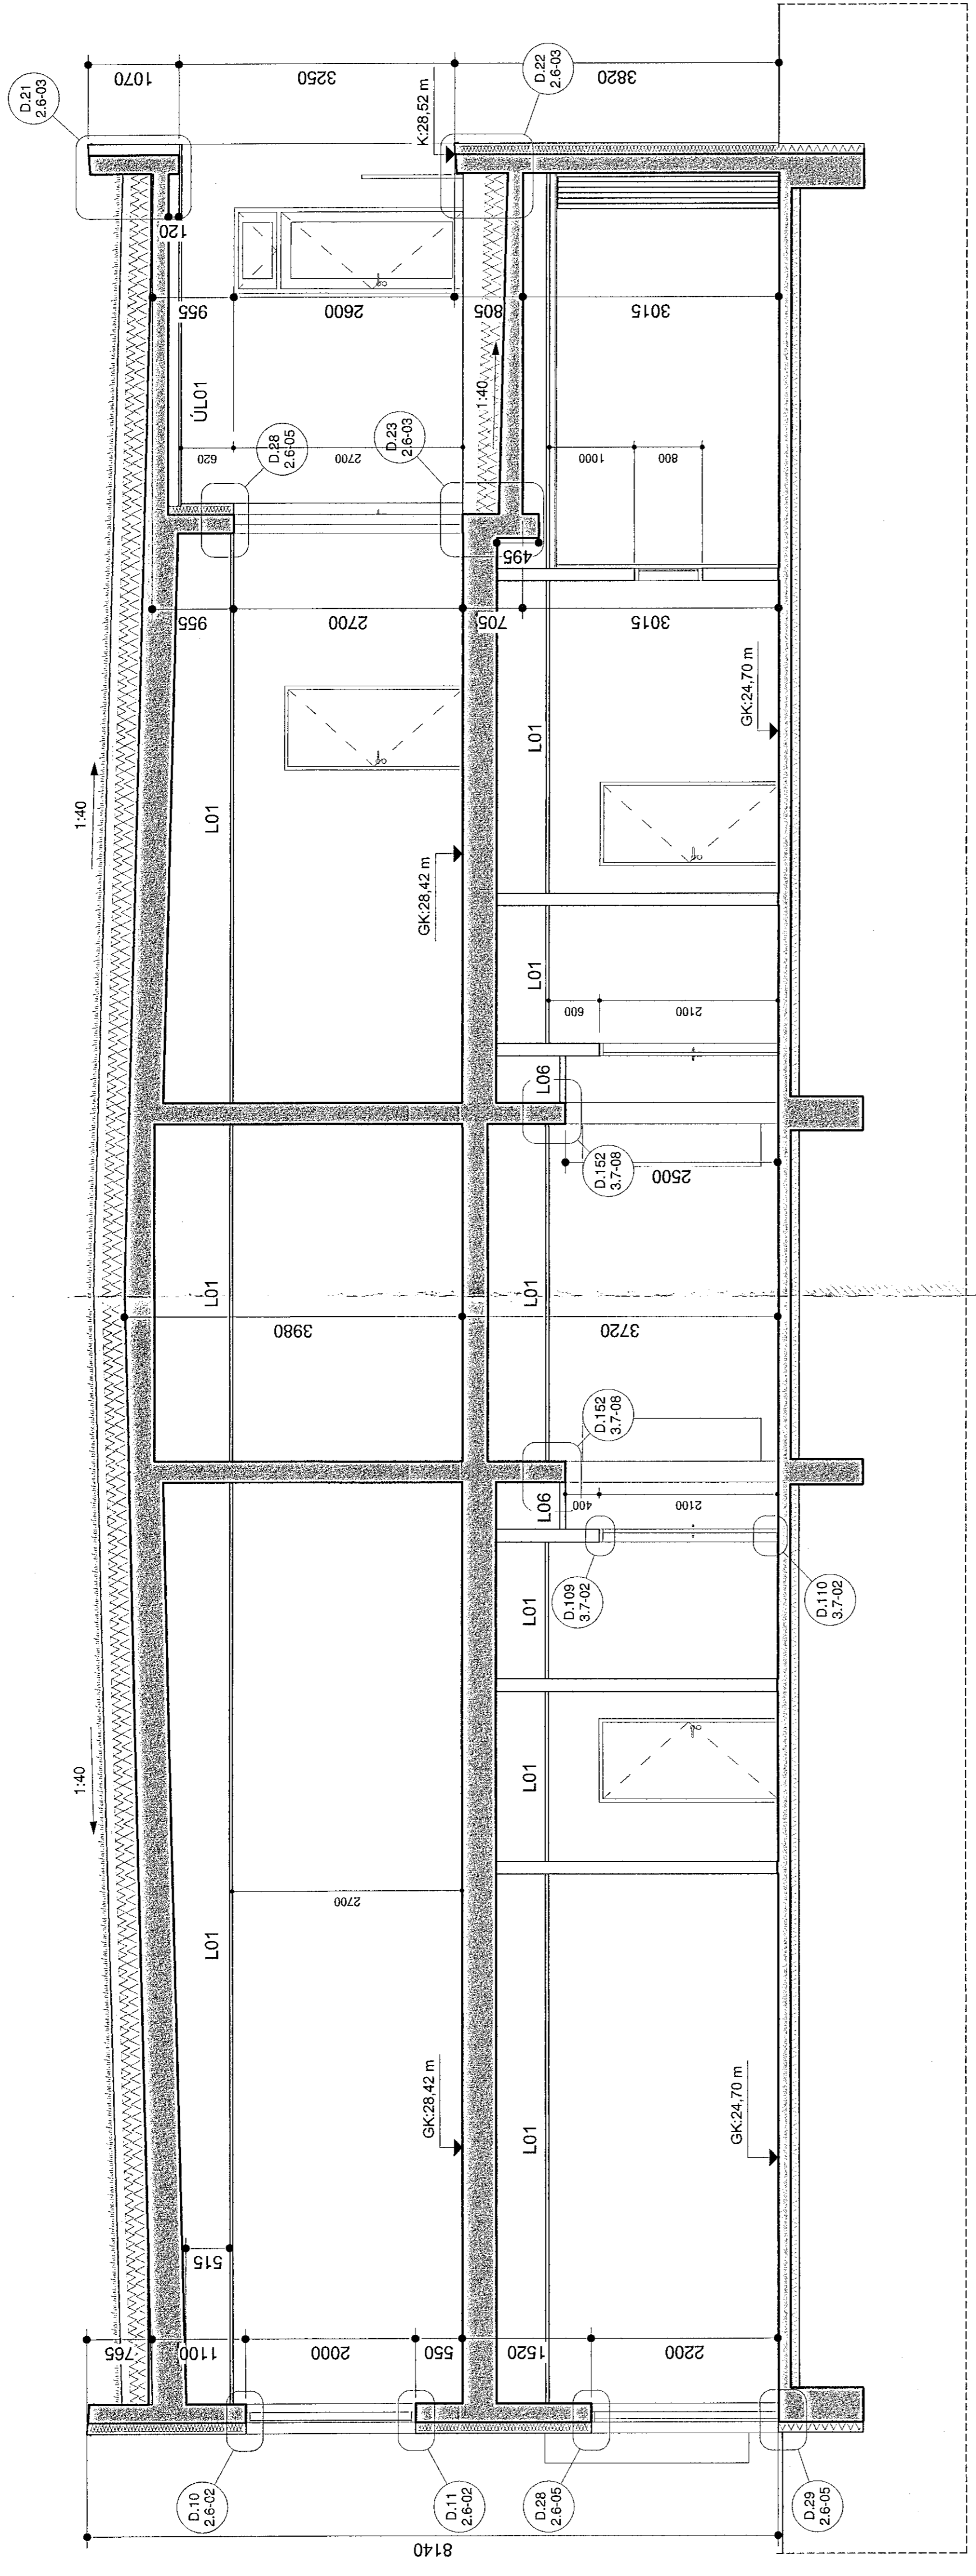 D.21
2.6-03
1070
3250
3820
K:28,52 m
D.22
2.6-03
120
955
2600
805
3015
ÚL01
620
D.28
2.6-05
2700
D.23
2.6-03
1:40
1000
800
495
955
2700
705
3015
1:40
L01
GK:28,42 m
L01
GK:24,70 m
L01
600
2100
L06
D.152
3.7-08
2500
L01
3980
L01
3720
D.152
3.7-08
L06
400
2100
D.109
3.7-02
D.110
3.7-02
L01
1:40
L01
2700
L01
GK:28,42 m
L01
GK:24,70 m
515
765
1100
2000
550
1520
2200
D.10
2.6-02
D.11
2.6-02
D.28
2.6-05
D.29
2.6-05
8140